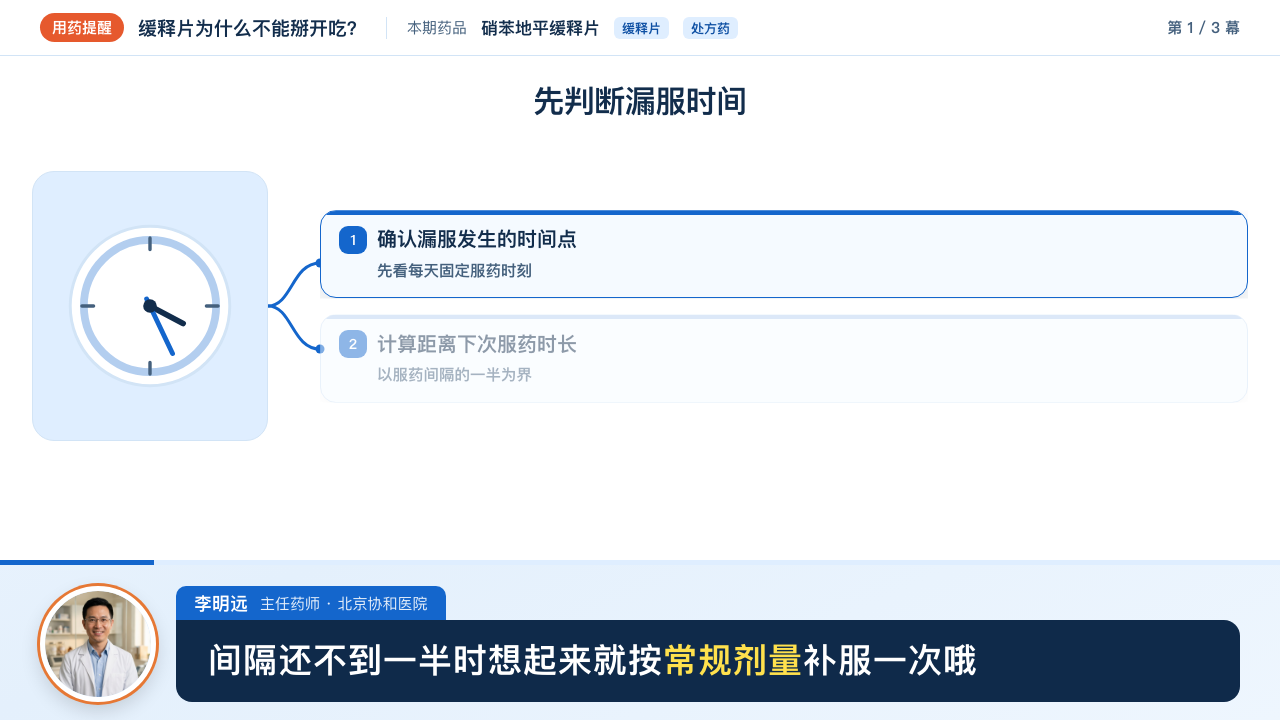 用药提醒 缓释片为什么不能掰开吃? 本期药品 硝苯地平缓释片 缓释片 处方药 第 1 / 3 幕
先判断漏服时间
1 确认漏服发生的时间点
先看每天固定服药时刻
2 计算距离下次服药时长
以服药间隔的一半为界
李明远 主任药师 · 北京协和医院
间隔还不到一半时想起来就按常规剂量补服一次哦